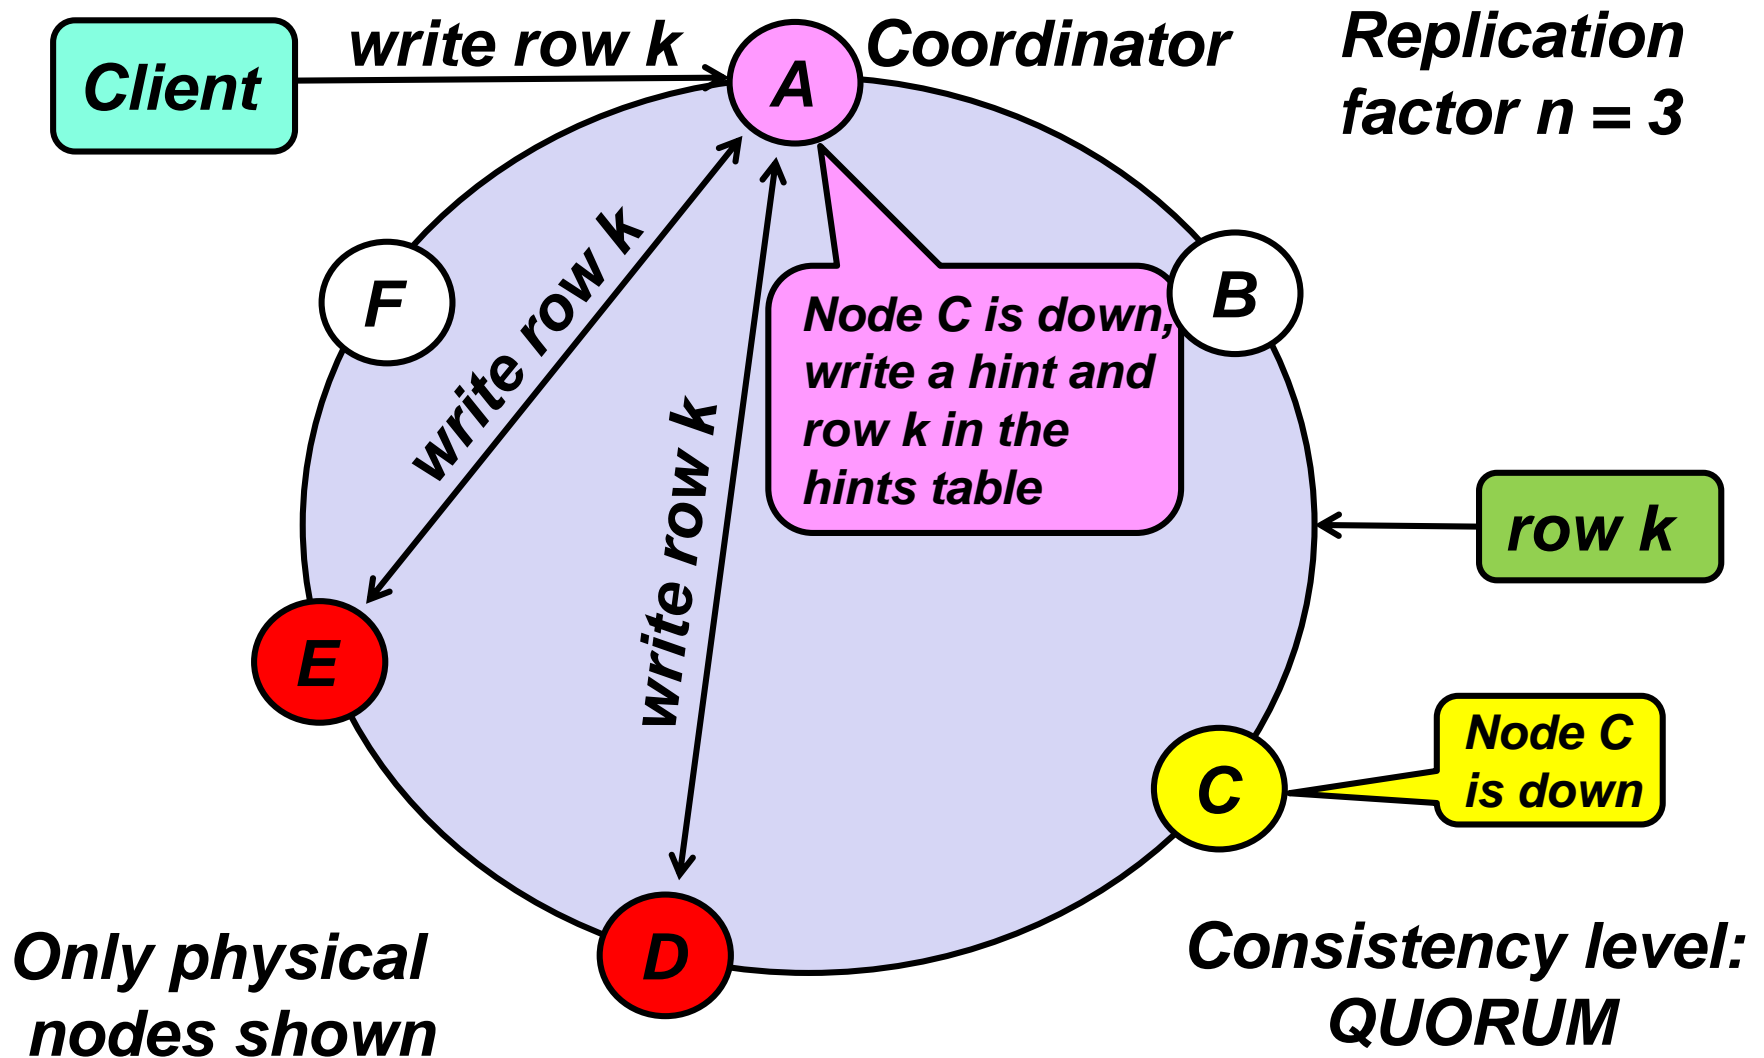 Client
write row k
A
Coordinator
Replication
factor n = 3
F
write row k
write row k
Node C is down,
write a hint and
row k in the
hints table
B
row k
E
Node C
is down
C
D
Only physical
nodes shown
Consistency level:
QUORUM